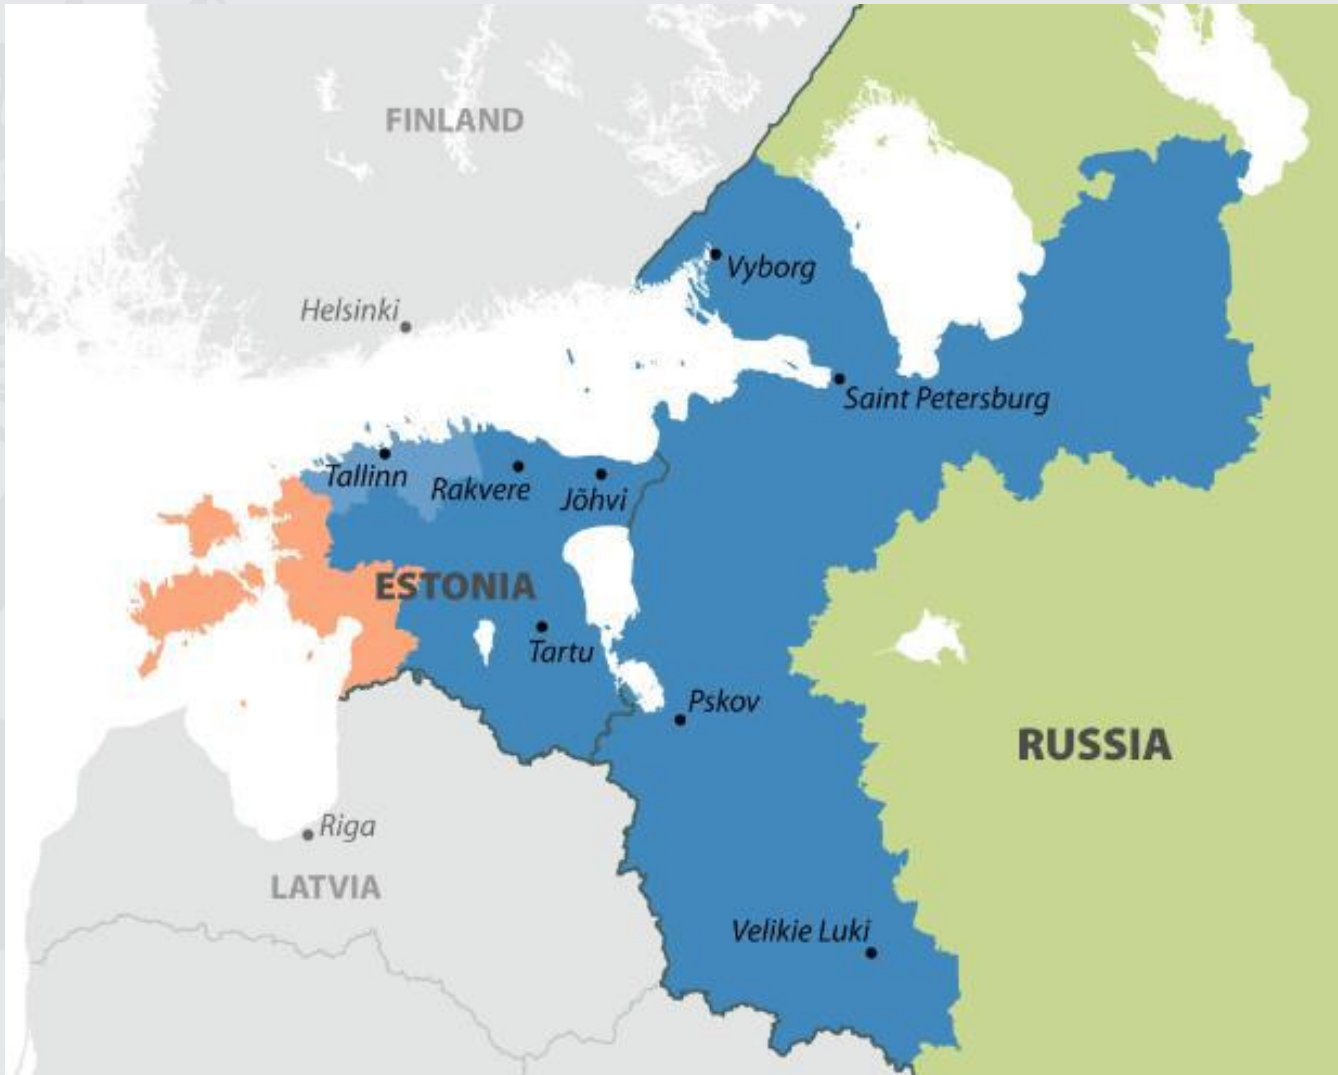 FINLAND
Vyborg
Helsinki
Saint Petersburg
Tallinn
Rakvere
Jõhvi
ESTONIA
Tartu
Pskov
RUSSIA
Riga
LATVIA
Velikie Luki